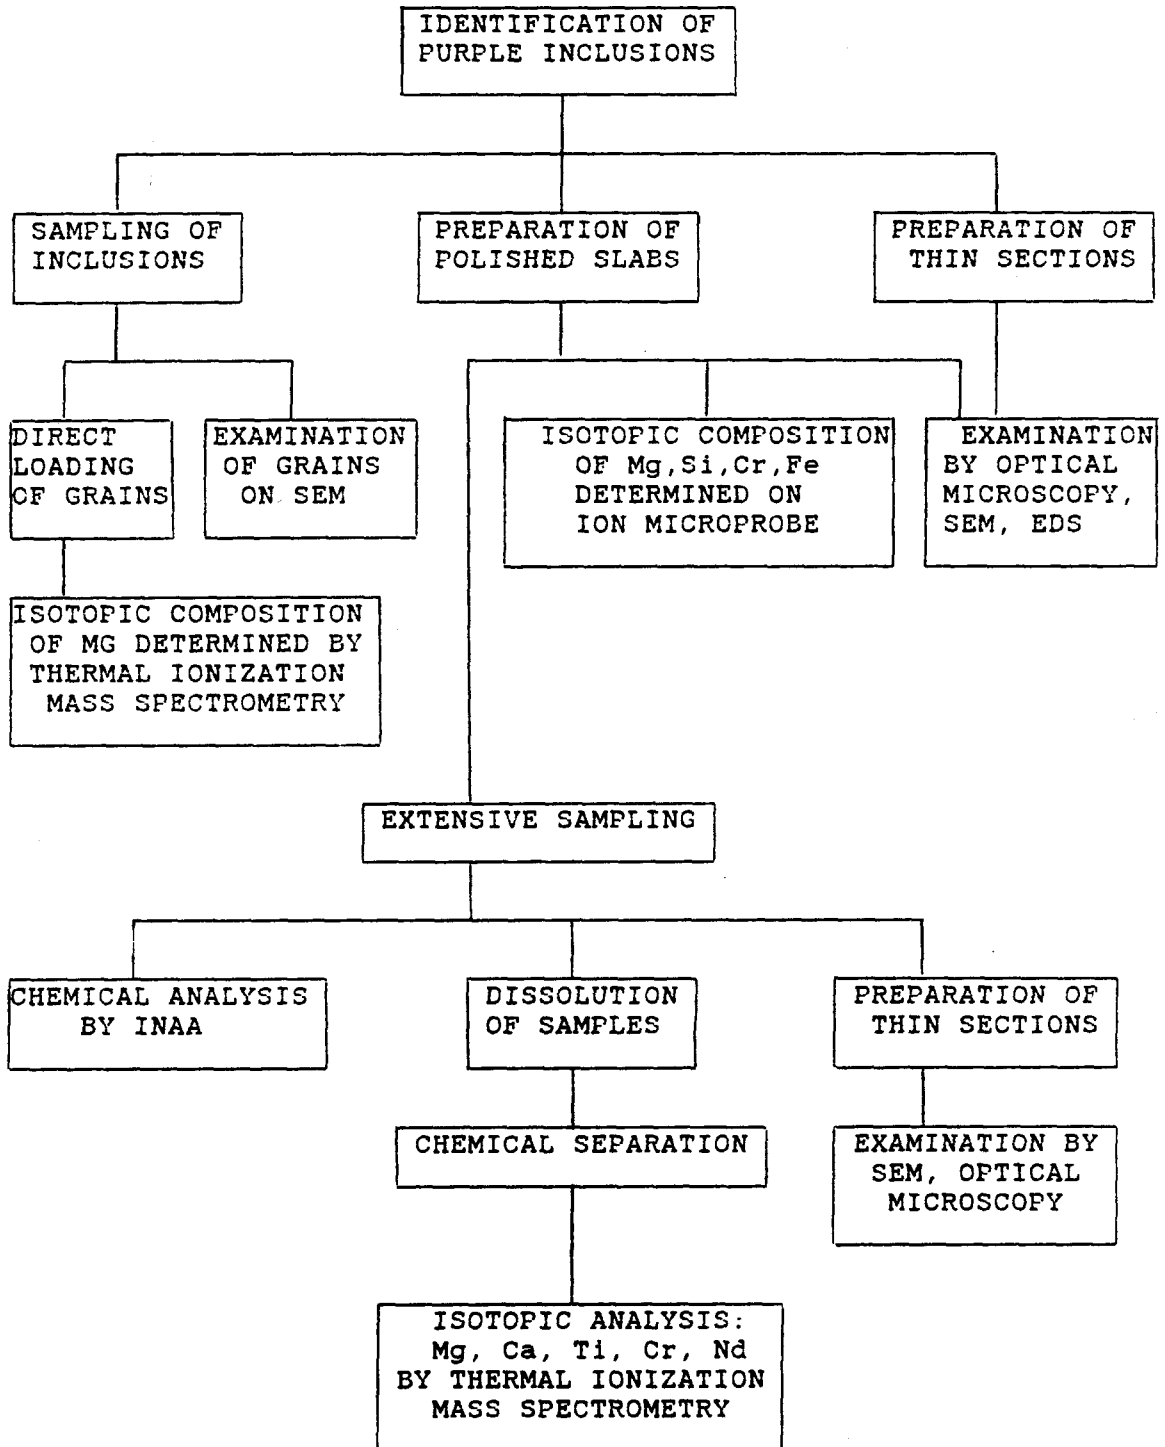 IDENTIFICATION OF
PURPLE INCLUSIONS
SAMPLING OF
INCLUSIONS
PREPARATION OF
POLISHED SLABS
PREPARATION OF
THIN SECTIONS
DIRECT
LOADING
OF GRAINS
EXAMINATION
OF GRAINS
ON SEM
ISOTOPIC COMPOSITION
OF Mg,Si,Cr,Fe
DETERMINED ON
ION MICROPROBE
EXAMINATION
BY OPTICAL
MICROSCOPY,
SEM, EDS
ISOTOPIC COMPOSITION
OF MG DETERMINED BY
THERMAL IONIZATION
MASS SPECTROMETRY
EXTENSIVE SAMPLING
CHEMICAL ANALYSIS
BY INAA
DISSOLUTION
OF SAMPLES
PREPARATION OF
THIN SECTIONS
CHEMICAL SEPARATION
EXAMINATION BY
SEM, OPTICAL
MICROSCOPY
ISOTOPIC ANALYSIS:
Mg, Ca, Ti, Cr, Nd
BY THERMAL IONIZATION
MASS SPECTROMETRY